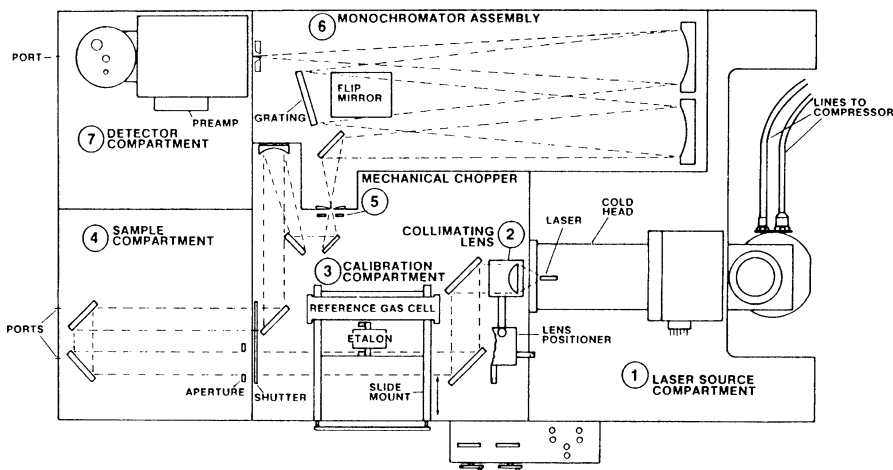 6 MONOCHROMATOR ASSEMBLY
PORT
FLIP
MIRROR
GRATING
PREAMP
7 DETECTOR
COMPARTMENT
LINES TO
COMPRESSOR
MECHANICAL CHOPPER
5
4 SAMPLE
COMPARTMENT
COLLIMATING
LENS 2
LASER
COLD
HEAD
3 CALIBRATION
COMPARTMENT
REFERENCE GAS CELL
ETALON
PORTS
LENS
POSITIONER
APERTURE
SHUTTER
SLIDE
MOUNT
1 LASER SOURCE
COMPARTMENT